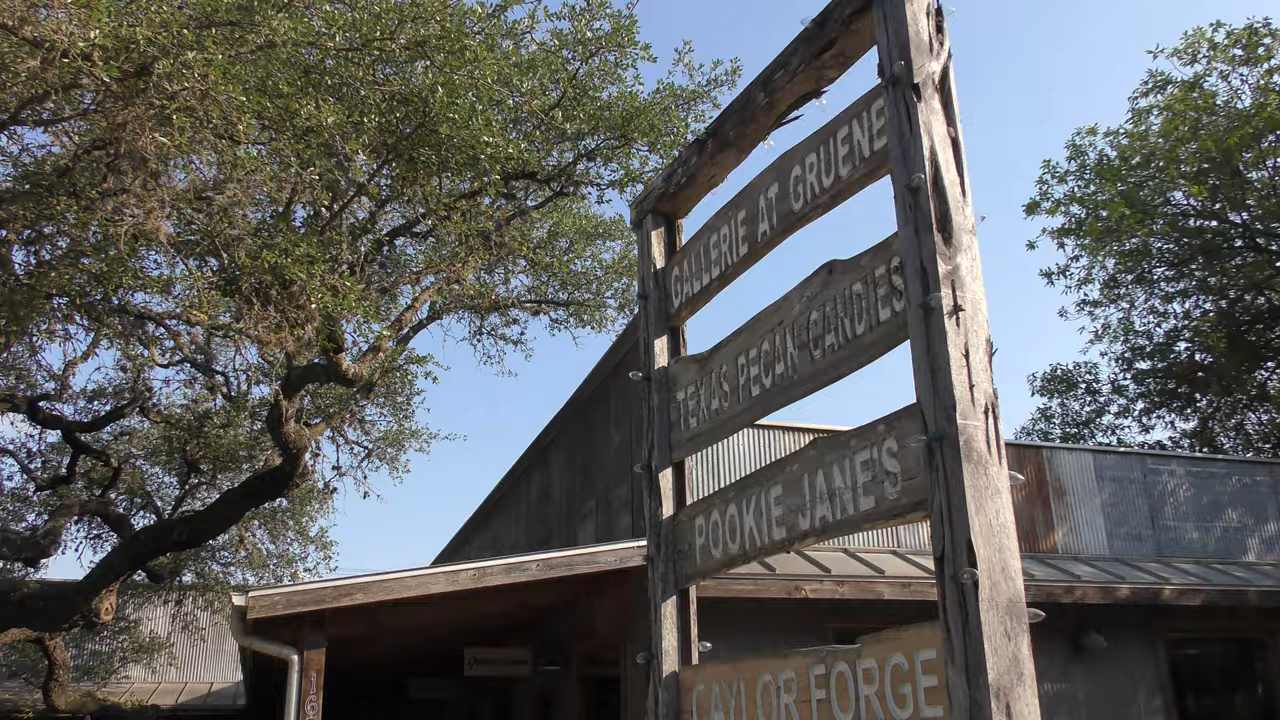 GALLERIE AT GRUENE
TEXAS PECAN CANDIES
POOKIE JANE'S
CAYLOR FORGE